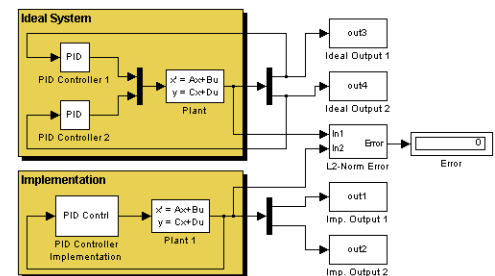 Ideal System
PID
PID Controller 1
PID
PID Controller 2
x' = Ax+Bu
y = Cx+Du
Plant
out3
Ideal Output 1
out4
Ideal Output 2
In1
In2
Error
L2-Norm Error
0
Error
Implementation
PID Contrl
PID Controller
Implementation
x' = Ax+Bu
y = Cx+Du
Plant 1
out1
Imp. Output 1
out2
Imp. Output 2